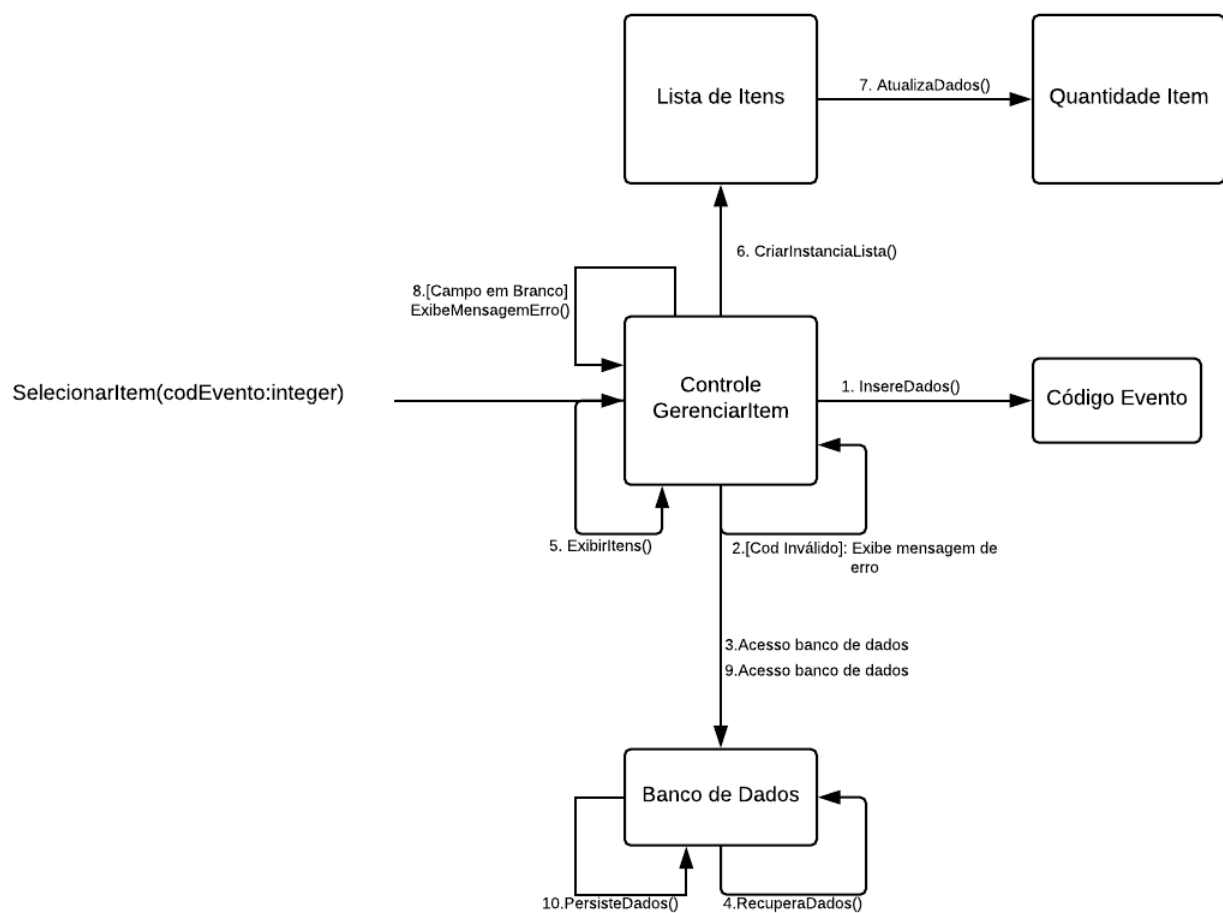 Lista de Itens
7. AtualizaDados()
Quantidade Item
6. CriarInstanciaLista()
8.[Campo em Branco]
ExibeMensagemErro()
SelecionarItem(codEvento:integer)
Controle
GerenciarItem
1. InsereDados()
Código Evento
5. ExibirItens()
2.[Cod Inválido]: Exibe mensagem de
erro
3.Acesso banco de dados
9.Acesso banco de dados
Banco de Dados
10.PersisteDados()
4.RecuperaDados()